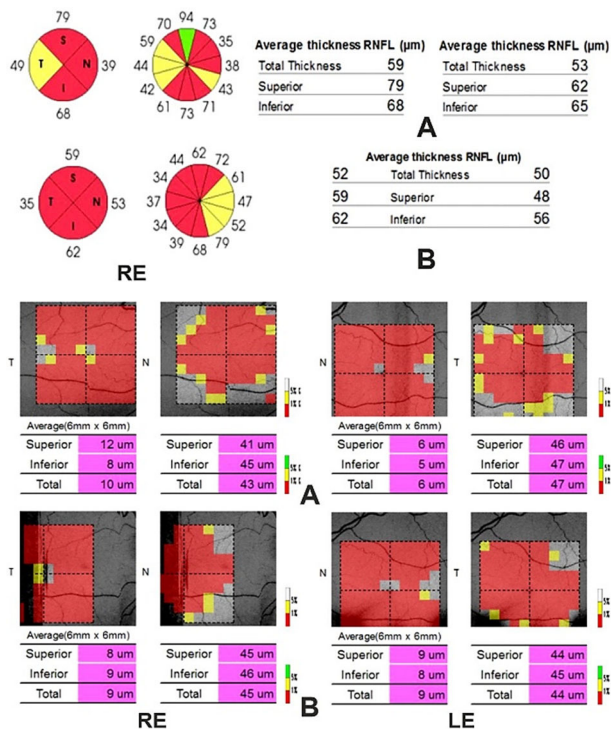 79
S
T
N
I
49
39
68
94
70
73
59
35
44
38
42
43
61
71
73
Average thickness RNFL (µm)
Total Thickness 59
Superior 79
Inferior 68
Average thickness RNFL (µm)
Total Thickness 53
Superior 62
Inferior 65
A
59
S
T
N
I
35
53
62
62
44
72
34
61
37
47
34
52
39
79
68
Average thickness RNFL (µm)
52 Total Thickness 50
59 Superior 48
62 Inferior 56
RE
B
T
N
Average(6mm x 6mm)
Superior 12 um
Inferior 8 um
Total 10 um
Superior 41 um
Inferior 45 um
Total 43 um
N
T
Average(6mm x 6mm)
Superior 6 um
Inferior 5 um
Total 6 um
Superior 46 um
Inferior 47 um
Total 47 um
A
T
N
Average(6mm x 6mm)
Superior 8 um
Inferior 9 um
Total 9 um
Superior 45 um
Inferior 46 um
Total 45 um
N
T
Average(6mm x 6mm)
Superior 9 um
Inferior 8 um
Total 9 um
Superior 44 um
Inferior 45 um
Total 44 um
RE
B
LE